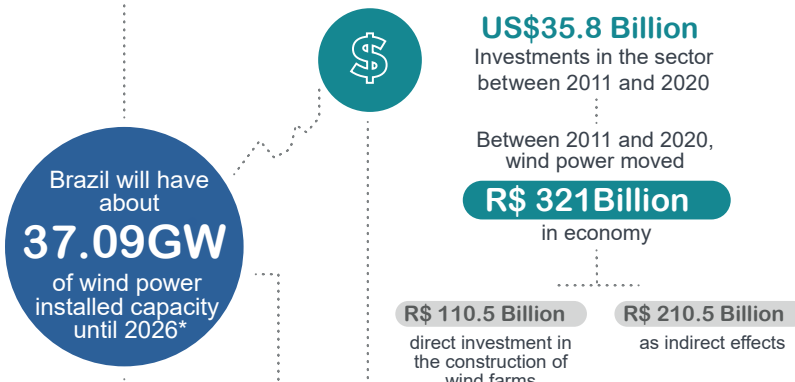 $
US$35.8 Billion
Investments in the sector
between 2011 and 2020
Between 2011 and 2020,
wind power moved
R$ 321Billion
in economy
Brazil will have
about
37.09GW
of wind power
installed capacity
until 2026*
R$ 110.5 Billion
direct investment in
the construction of
wind farms
R$ 210.5 Billion
as indirect effects